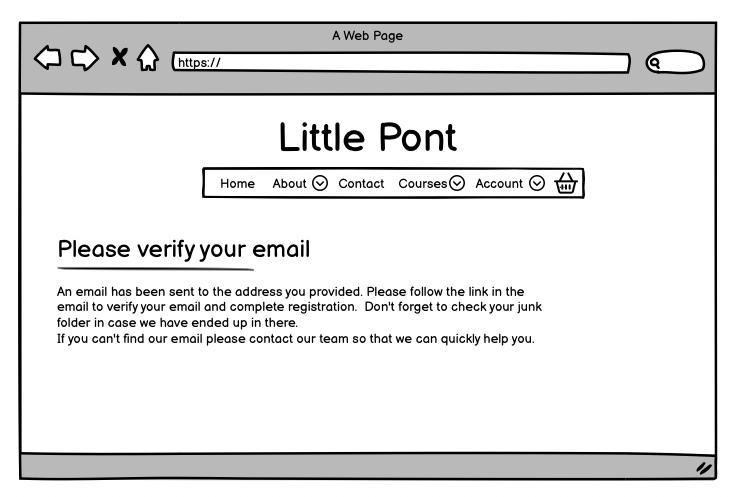 A Web Page
https://
Little Pont
Home About Contact Courses Account
Please verify your email
An email has been sent to the address you provided. Please follow the link in the
email to verify your email and complete registration.  Don't forget to check your junk
folder in case we have ended up in there.
If you can't find our email please contact our team so that we can quickly help you.